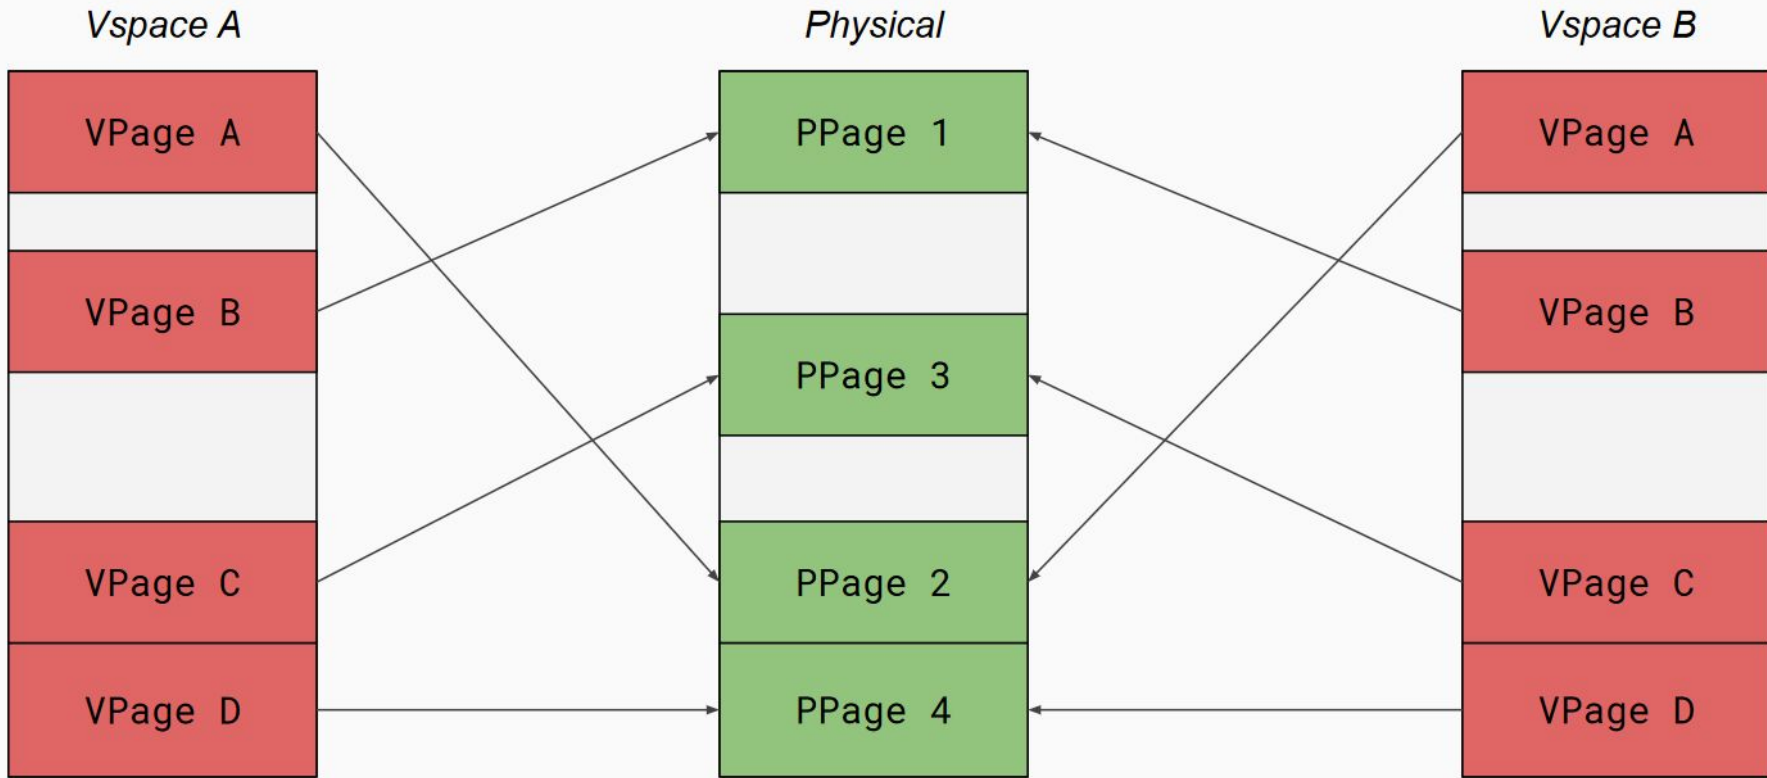 Vspace A
Physical
Vspace B
VPage A
PPage 1
VPage A
VPage B
VPage B
PPage 3
VPage C
PPage 2
VPage C
VPage D
PPage 4
VPage D